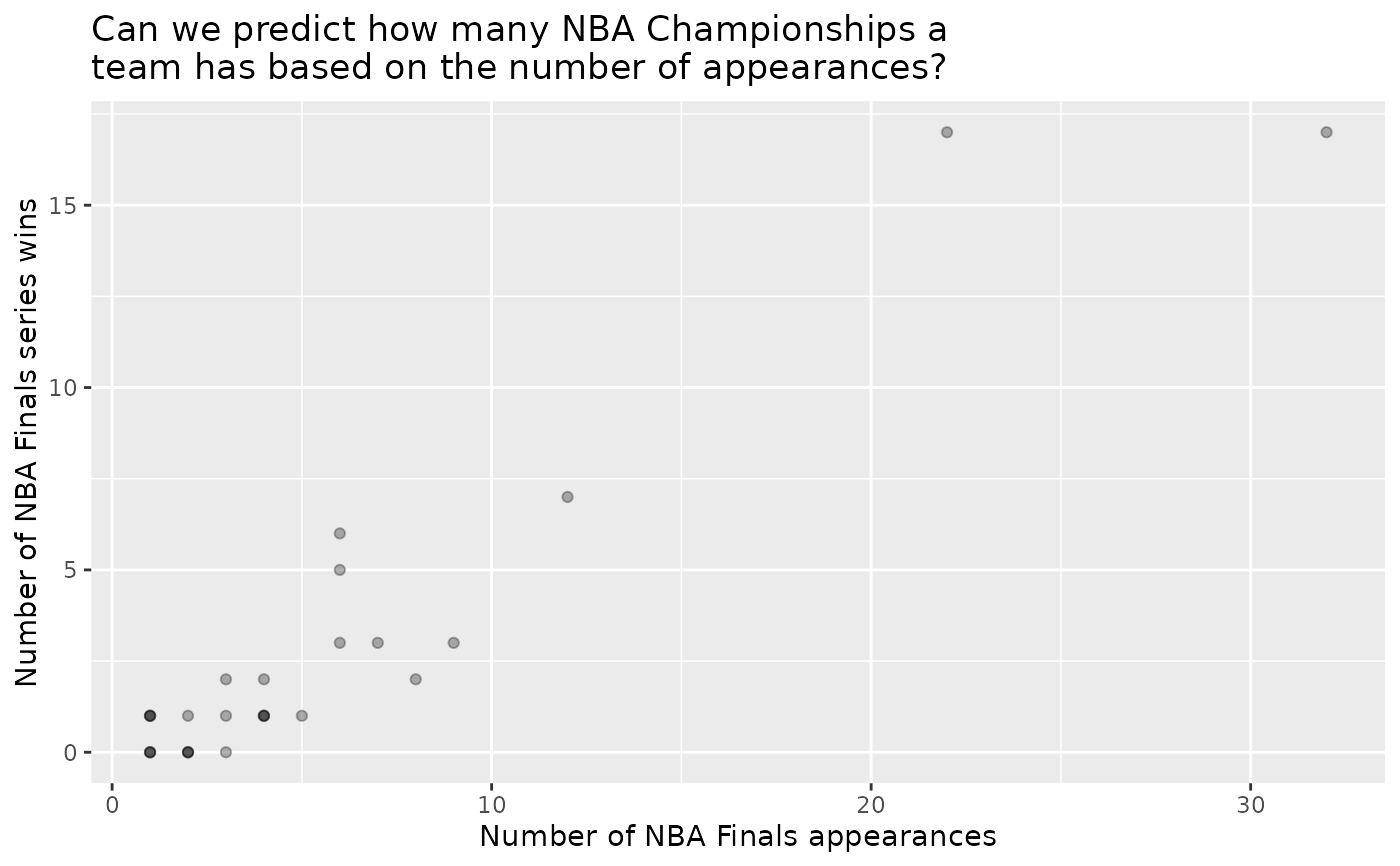 Can we predict how many NBA Championships a
team has based on the number of appearances?
Number of NBA Finals series wins
15
10
5
0
0
10
20
30
Number of NBA Finals appearances